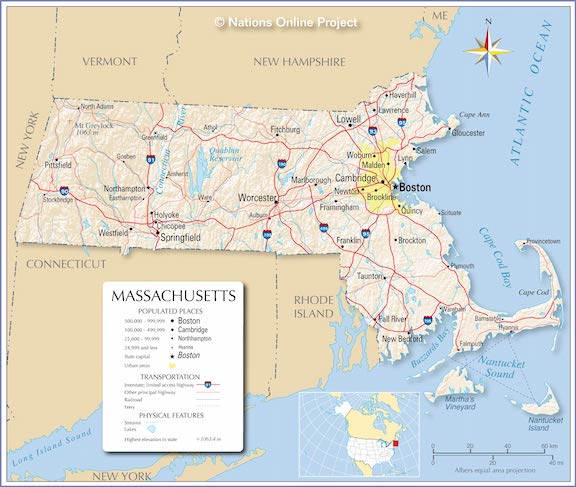 © Nations Online Project
VERMONT
NEW HAMPSHIRE
ME
ATLANTIC OCEAN
NEW YORK
North Adams
Mt Greylock
1063 m
Greenfield
Connecticut
River
Athol
Fitchburg
Lowell
Haverhill
Lawrence
Cape Ann
Gloucester
93
95
Salem
Lynn
Woburn
Malden
Pittsfield
Goshen
Amherst
Quabbin
Reservoir
91
90
Stockbridge
Northampton
Easthampton
Ware
Worcester
Marlborough
Cambridge
Boston
Newton
Brookline
Framingham
Quincy
Auburn
Holyoke
Chicopee
Westfield
Springfield
Franklin
Brockton
Scituate
Provincetown
Cape Cod Bay
Cape Cod
Plymouth
Taunton
CONNECTICUT
RHODE
ISLAND
Fall River
New Bedford
Wareham
Barnstable
Hyannis
Falmouth
Buzzards Bay
Nantucket
Sound
Martha's
Vineyard
Nantucket
Island
MASSACHUSETTS
POPULATED PLACES
500,000 - 999,999 Boston
100,000 - 499,999 Cambridge
25,000 - 99,999 Northampton
24,999 and less Hyannis
State capital Boston
Urban areas
TRANSPORTATION
Interstate; limited access highway
Other principal highway
Railroad
Ferry
PHYSICAL FEATURES
Streams
Lakes
Highest elevation in state
Long Island Sound
NEW YORK
0 20 40 60 km
0 20 40 mi
Albers equal area projection